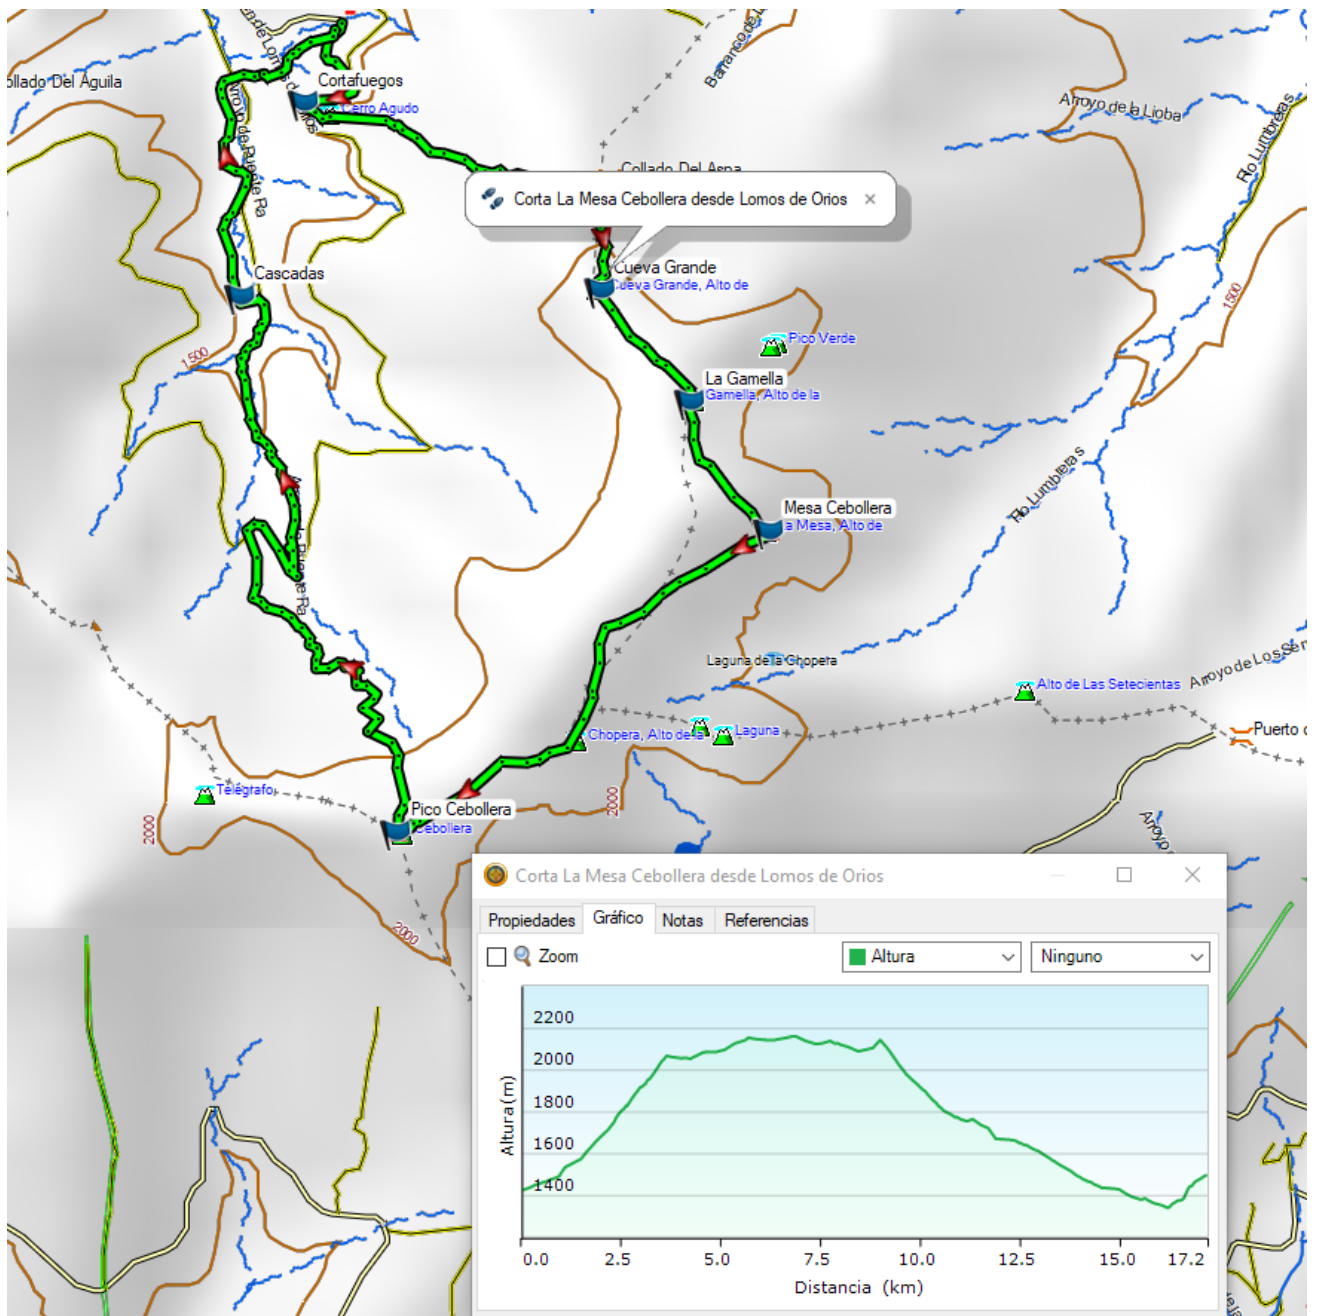 ollado Del Águila
Cortafuegos
Cerro Agudo
Arroyo de la Lioba
Rio Lumbreras
Collado Del Aspa
Corta La Mesa Cebollera desde Lomos de Orios
Cueva Grande
Cueva Grande, Alto de
Cascadas
1500
1500
Pico Verde
La Gamella
Gamella, Alto de la
Rio Lumbreras
Mesa Cebollera
a Mesa, Alto de
Laguna de la Chopera
Alto de Las Setecientas
Chopera, Alto de la
Laguna
Puerto
Telégrafo
2000
2000
Pico Cebollera
Cebollera
Arroyo
2000
Corta La Mesa Cebollera desde Lomos de Orios
Propiedades Gráfico Notas Referencias
Zoom Altura Ninguno
2200
2000
1800
1600
1400
Altura(m)
0.0 2.5 5.0 7.5 10.0 12.5 15.0 17.2
Distancia (km)